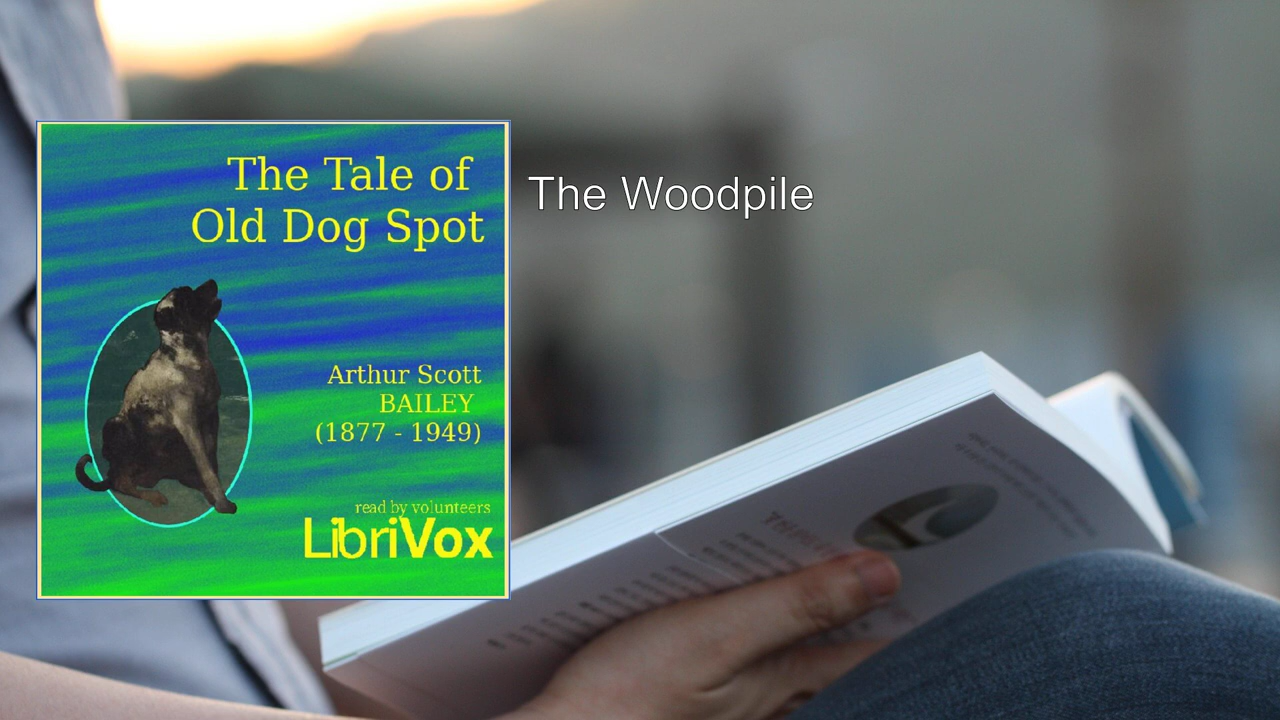 The Tale of
Old Dog Spot
Arthur Scott
BAILEY
(1877 - 1949)
read by volunteers
LibriVox
The Woodpile